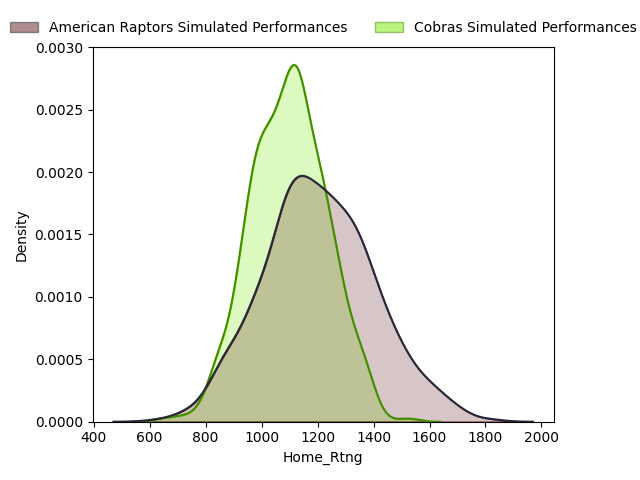 American Raptors Simulated Performances
Cobras Simulated Performances
0.0030
0.0025
0.0020
0.0015
0.0010
0.0005
0.0000
Density
400 600 800 1000 1200 1400 1600 1800 2000
Home_Rtng